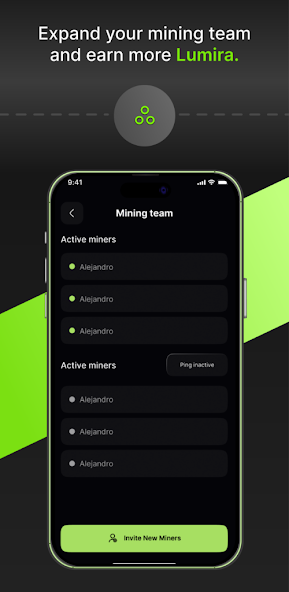 Expand your mining team
and earn more Lumira.
9:41
Mining team
Active miners
Alejandro
Alejandro
Alejandro
Active miners
Ping inactive
Alejandro
Alejandro
Alejandro
Invite New Miners